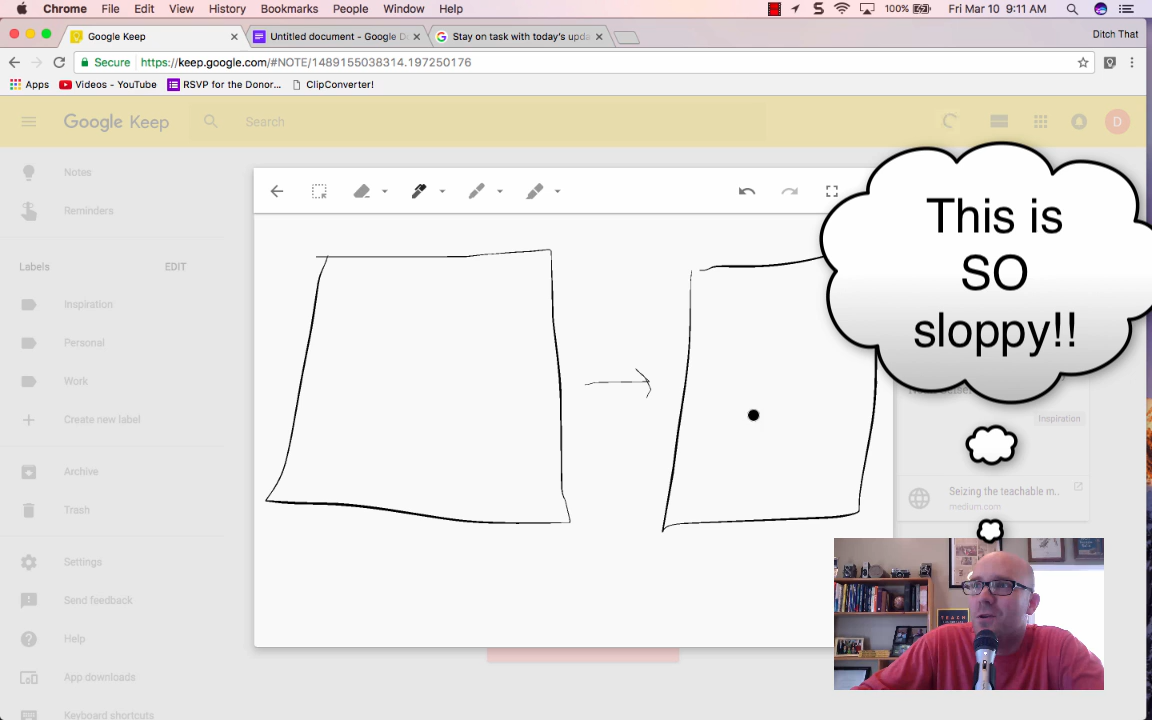 Chrome File Edit View History Bookmarks People Window Help 100% Fri Mar 10 9:11 AM
Google Keep Untitled document - Google D Stay on task with today's upda Ditch That
Secure https://keep.google.com/#NOTE/1489155038314.197250176
Apps Videos - YouTube RSVP for the Donor... ClipConverter!
Google Keep Search D
Notes
Reminders
Labels EDIT
Inspiration
Personal
Work
Create new label
Archive
Trash
Settings
Send feedback
Help
App downloads
Keyboard shortcuts
This is
SO
sloppy!!
Inspiration
Seizing the teachable m..
medium.com
TEACH